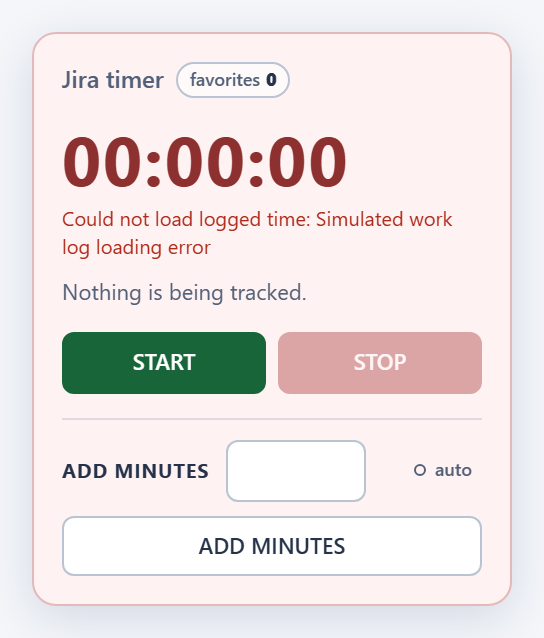 Jira timer favorites 0
00:00:00
Could not load logged time: Simulated work
log loading error
Nothing is being tracked.
START STOP
ADD MINUTES auto
ADD MINUTES